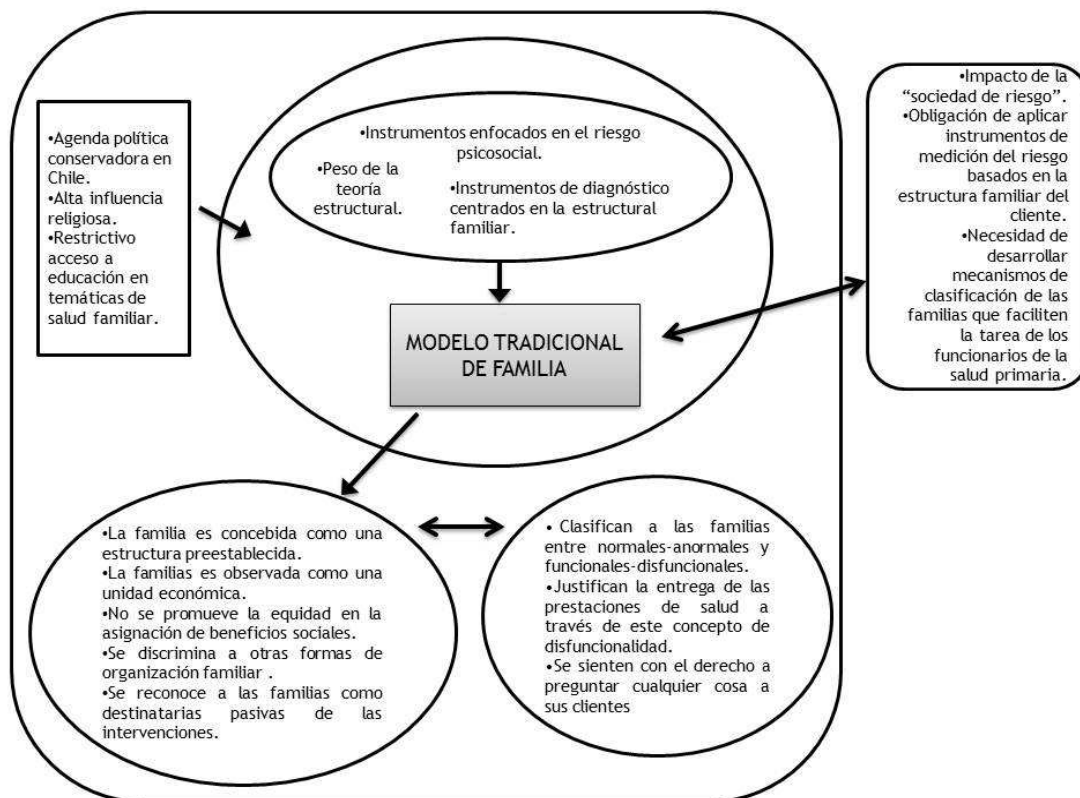 •Agenda política
conservadora en
Chile.
•Alta influencia
religiosa.
•Restrictivo
acceso a
educación en
temáticas de
salud familiar.
•Instrumentos enfocados en el riesgo
psicosocial.
•Peso de la
teoría
estructural.
•Instrumentos de diagnóstico
centrados en la estructural
familiar.
MODELO TRADICIONAL
DE FAMILIA
•Impacto de la
“sociedad de riesgo”.
•Obligación de aplicar
instrumentos de
medición del riesgo
basados en la
estructura familiar del
cliente.
•Necesidad de
desarrollar
mecanismos de
clasificación de las
familias que faciliten
la tarea de los
funcionarios de la
salud primaria.
•La familia es concebida como una
estructura preestablecida.
•La familias es observada como una
unidad económica.
•No se promueve la equidad en la
asignación de beneficios sociales.
•Se discrimina a otras formas de
organización familiar .
•Se reconoce a las familias como
destinatarias pasivas de las
intervenciones.
• Clasifican a las familias
entre normales-anormales y
funcionales-disfuncionales.
•Justifican la entrega de las
prestaciones de salud a
través de este concepto de
disfuncionalidad.
•Se sienten con el derecho a
preguntar cualquier cosa a
sus clientes